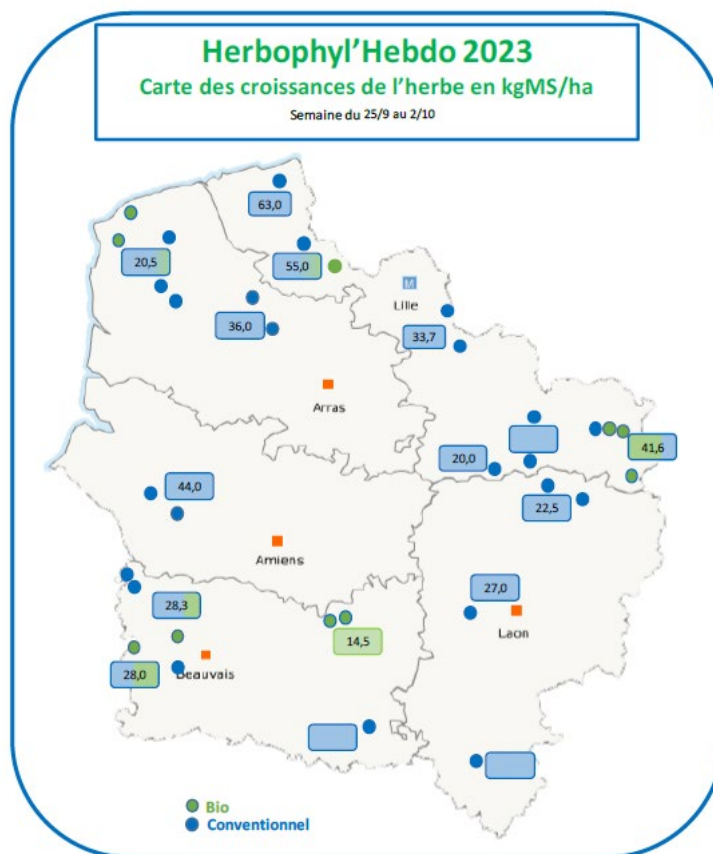 Herbophyl'Hebdo 2023
Carte des croissances de l'herbe en kgMS/ha
Semaine du 25/9 au 2/10
63,0
20,5
55,0
M
Lille
36,0
33,7
Arras
41,6
20,0
44,0
22,5
Amiens
27,0
28,3
Laon
14,5
Beauvais
28,0
Bio
Conventionnel